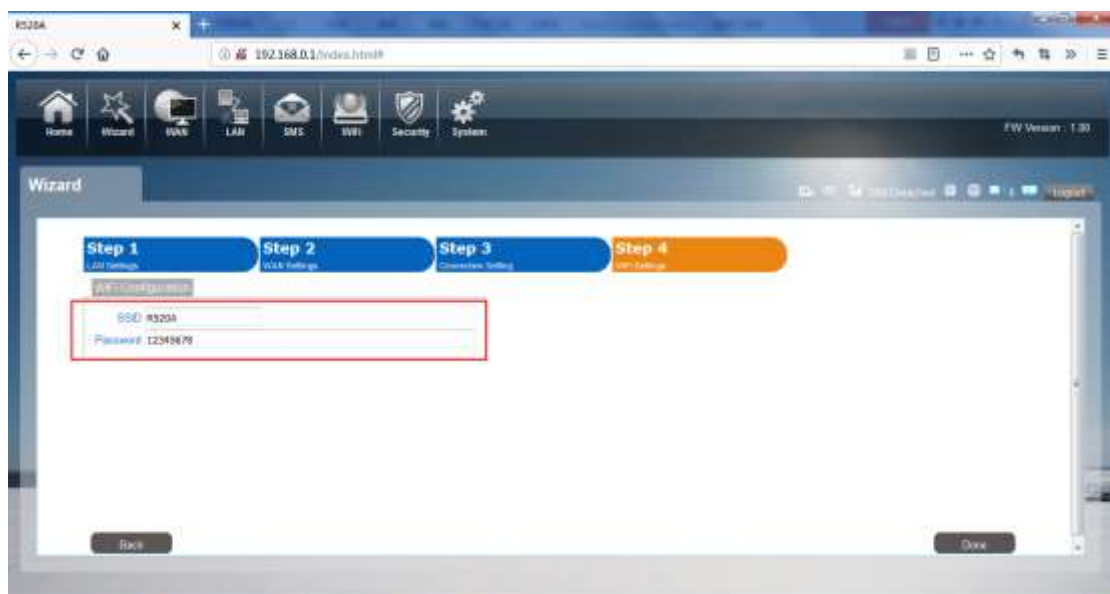 R520A
192.168.0.1/index.html#
Home Wizard WAN LAN SMS WiFi Security System
FW Version : 1.00
Wizard
Logout
Step 1 Step 2 Step 3 Step 4
LAN Settings WAN Settings Connection Setting WiFi Settings
WiFi Configuration
SSID R520A
Password 12345678
Back Done